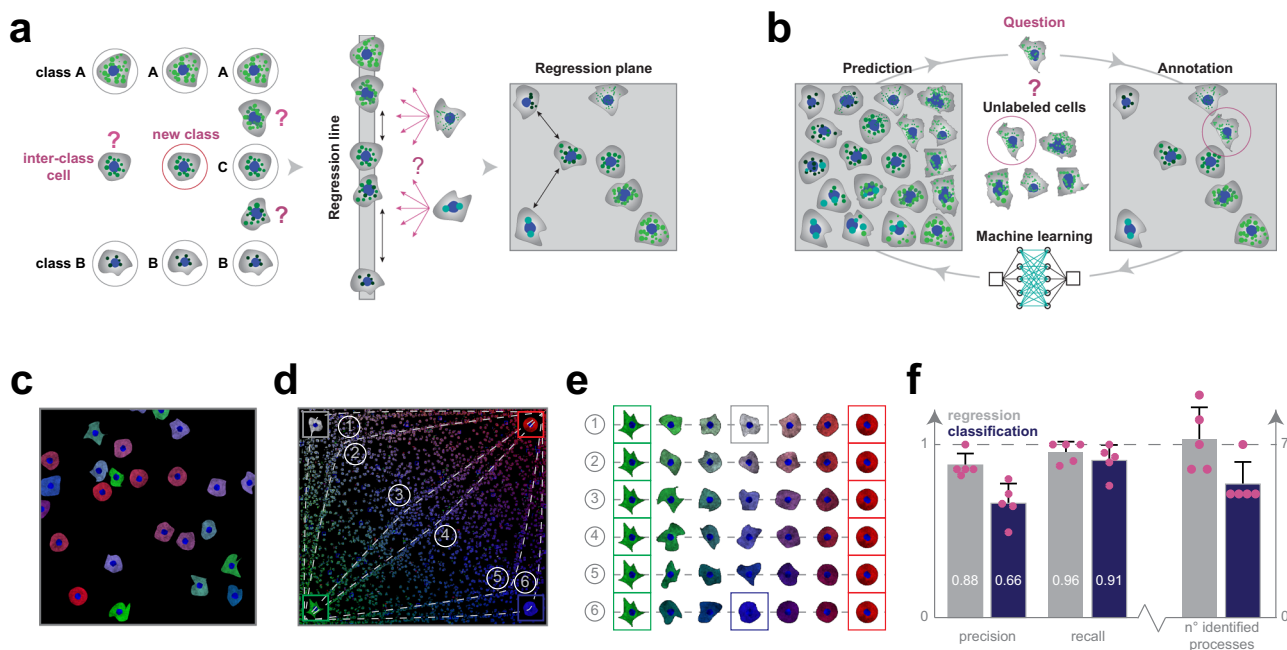 a
class A
A
A
?
?
new class
inter-class
cell
C
?
class B
B
B
Regression line
?
Regression plane
b
Question
?
Prediction
Unlabeled cells
Annotation
Machine learning
c
d
1
2
3
4
5
6
e
1
2
3
4
5
6
f
regression
classification
1
7
0.88
0.66
0.96
0.91
0
0
precision
recall
n° identified
processes